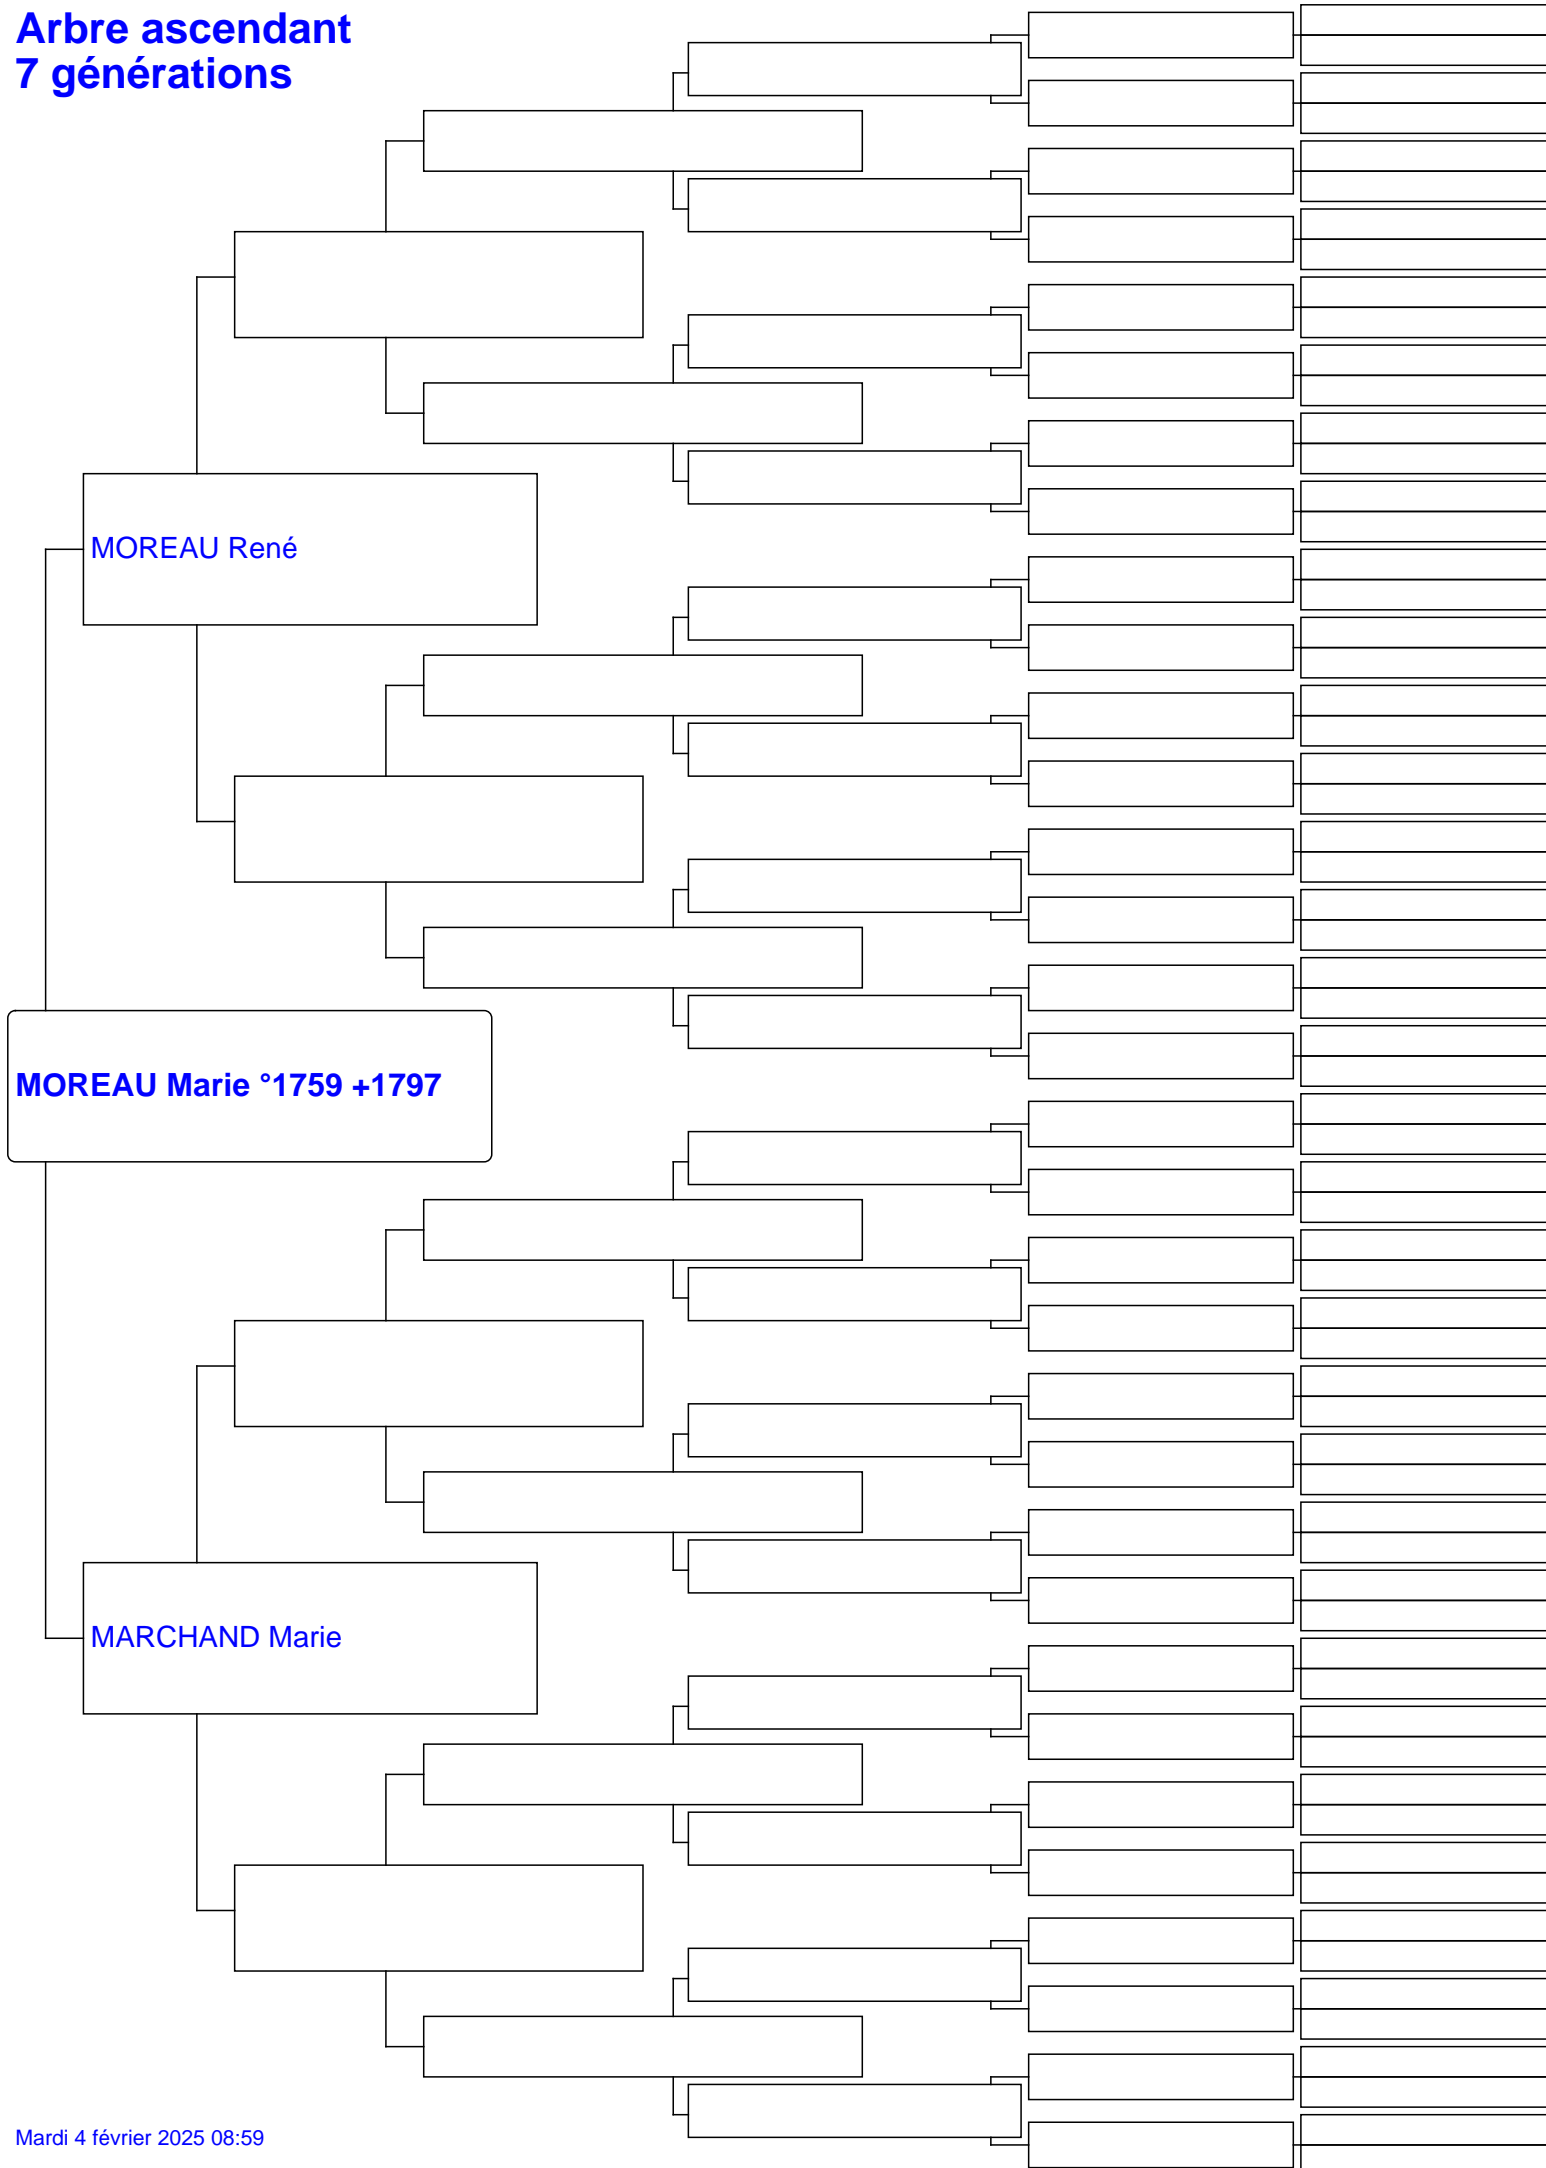 Arbre ascendant
7 générations
MOREAU René
MOREAU Marie °1759 +1797
MARCHAND Marie
Mardi 4 février 2025 08:59